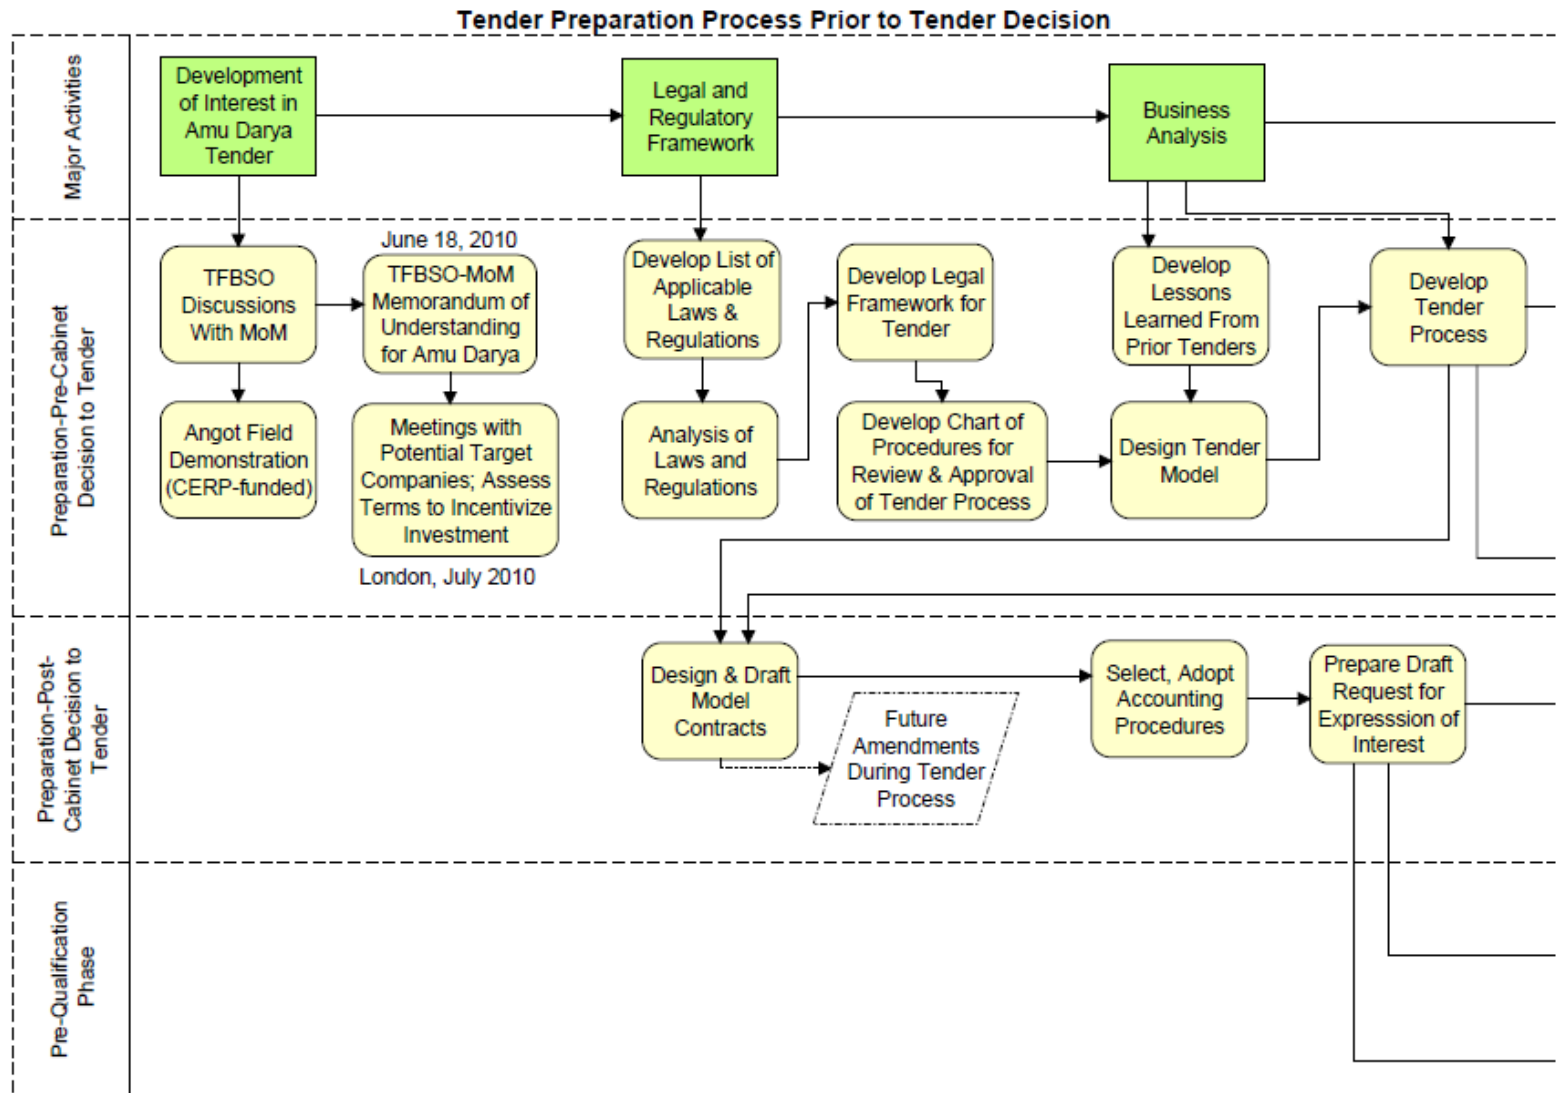 Tender Preparation Process Prior to Tender Decision
Major Activities
Development
of Interest in
Amu Darya
Tender
Legal and
Regulatory
Framework
Business
Analysis
Preparation-Pre-Cabinet
Decision to Tender
TFBSO
Discussions
With MoM
June 18, 2010
TFBSO-MoM
Memorandum of
Understanding
for Amu Darya
Develop List of
Applicable
Laws &
Regulations
Develop Legal
Framework for
Tender
Develop
Lessons
Learned From
Prior Tenders
Develop
Tender
Process
Angot Field
Demonstration
(CERP-funded)
Meetings with
Potential Target
Companies; Assess
Terms to Incentivize
Investment
London, July 2010
Analysis of
Laws and
Regulations
Develop Chart of
Procedures for
Review & Approval
of Tender Process
Design Tender
Model
Preparation-Post-
Cabinet Decision to
Tender
Design & Draft
Model
Contracts
Future
Amendments
During Tender
Process
Select, Adopt
Accounting
Procedures
Prepare Draft
Request for
Expresssion of
Interest
Pre-Qualification
Phase